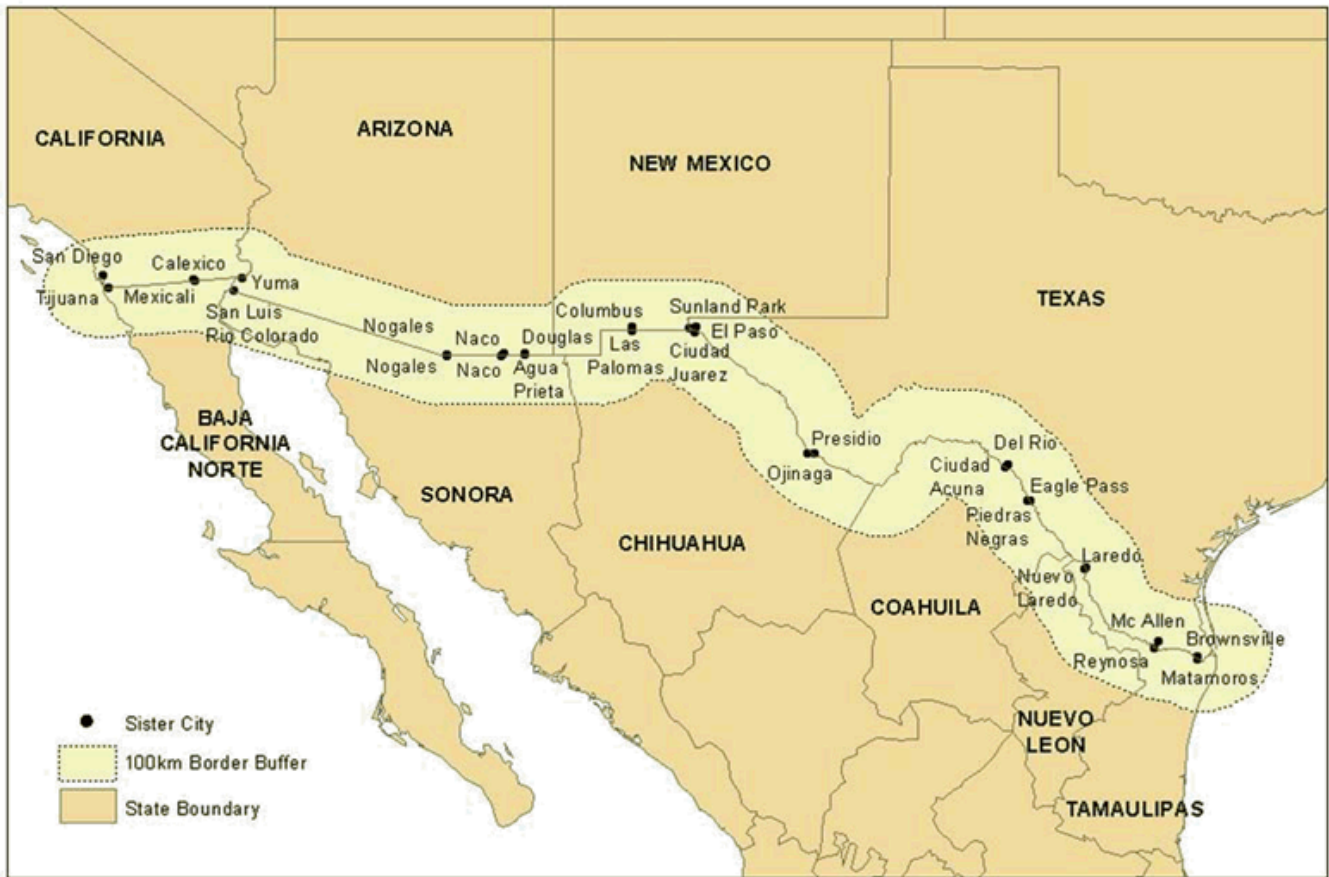 CALIFORNIA
ARIZONA
NEW MEXICO
TEXAS
San Diego
Tijuana
Calexico
Mexicali
Yuma
San Luis
Rio Colorado
Nogales
Nogales
Naco
Naco
Douglas
Agua
Prieta
Columbus
Las
Palomas
Sunland Park
El Paso
Ciudad
Juarez
Presidio
Ojinaga
Del Rio
Ciudad
Acuna
Eagle Pass
Piedras
Negras
Laredo
Nuevo
Laredo
Mc Allen
Reynosa
Brownsville
Matamoros
BAJA
CALIFORNIA
NORTE
SONORA
CHIHUAHUA
COAHUILA
NUEVO
LEON
TAMAULIPAS
Sister City
100km Border Buffer
State Boundary